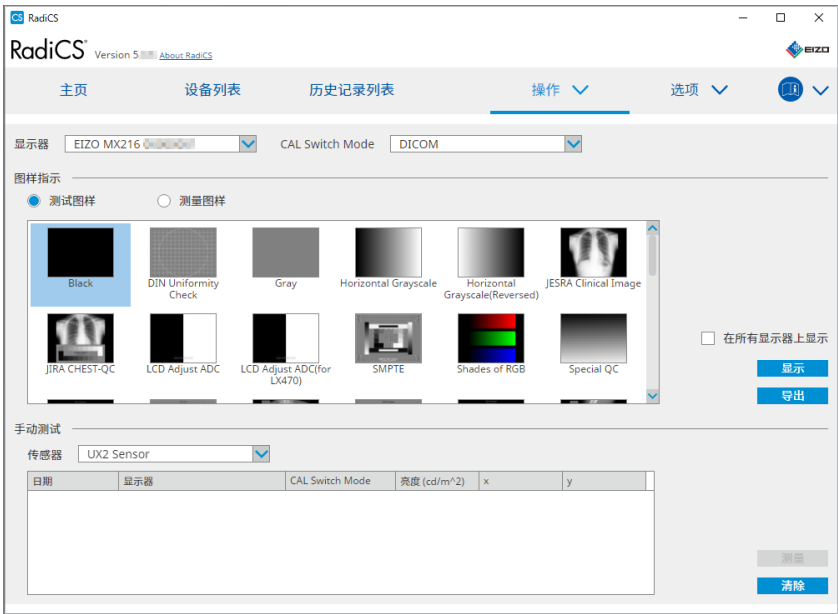 CS RadiCS
RadiCS Version 5. About RadiCS
EIZO
主页 设备列表 历史记录列表 操作 选项
显示器 EIZO MX216 CAL Switch Mode DICOM
图样指示
测试图样 测量图样
Black DIN Uniformity Check Gray Horizontal Grayscale Horizontal Grayscale(Reversed) JESRA Clinical Image
JIRA CHEST-QC LCD Adjust ADC LCD Adjust ADC(for LX470) SMPTE Shades of RGB Special QC
在所有显示器上显示
显示
导出
手动测试
传感器 UX2 Sensor
日期 显示器 CAL Switch Mode 亮度 (cd/m^2) x y
测量
清除